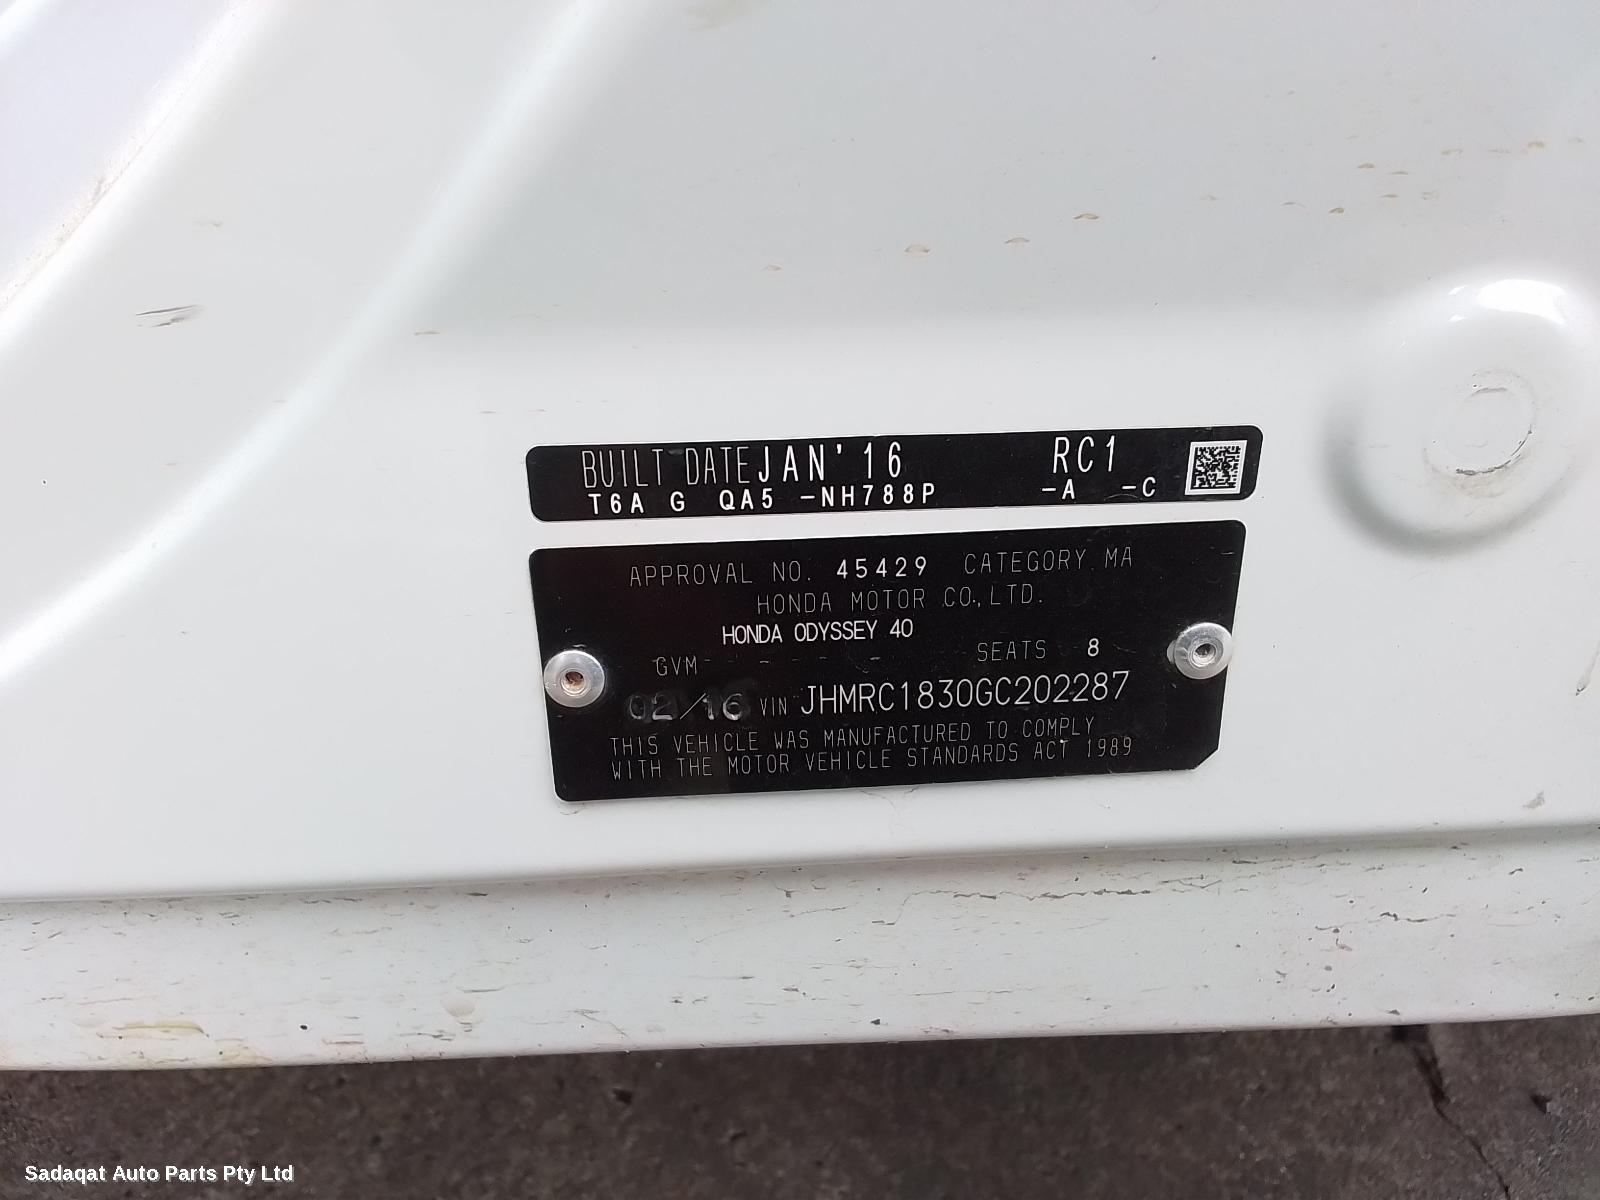 BUILT DATE JAN'16 RC1
T6A G QA5 -NH788P -A -C
APPROVAL NO. 45429 CATEGORY MA
HONDA MOTOR CO., LTD.
HONDA ODYSSEY 40
GVM - - - - SEATS 8
02/16 VIN JHMRC1830GC202287
THIS VEHICLE WAS MANUFACTURED TO COMPLY
WITH THE MOTOR VEHICLE STANDARDS ACT 1989
Sadaqat Auto Parts Pty Ltd